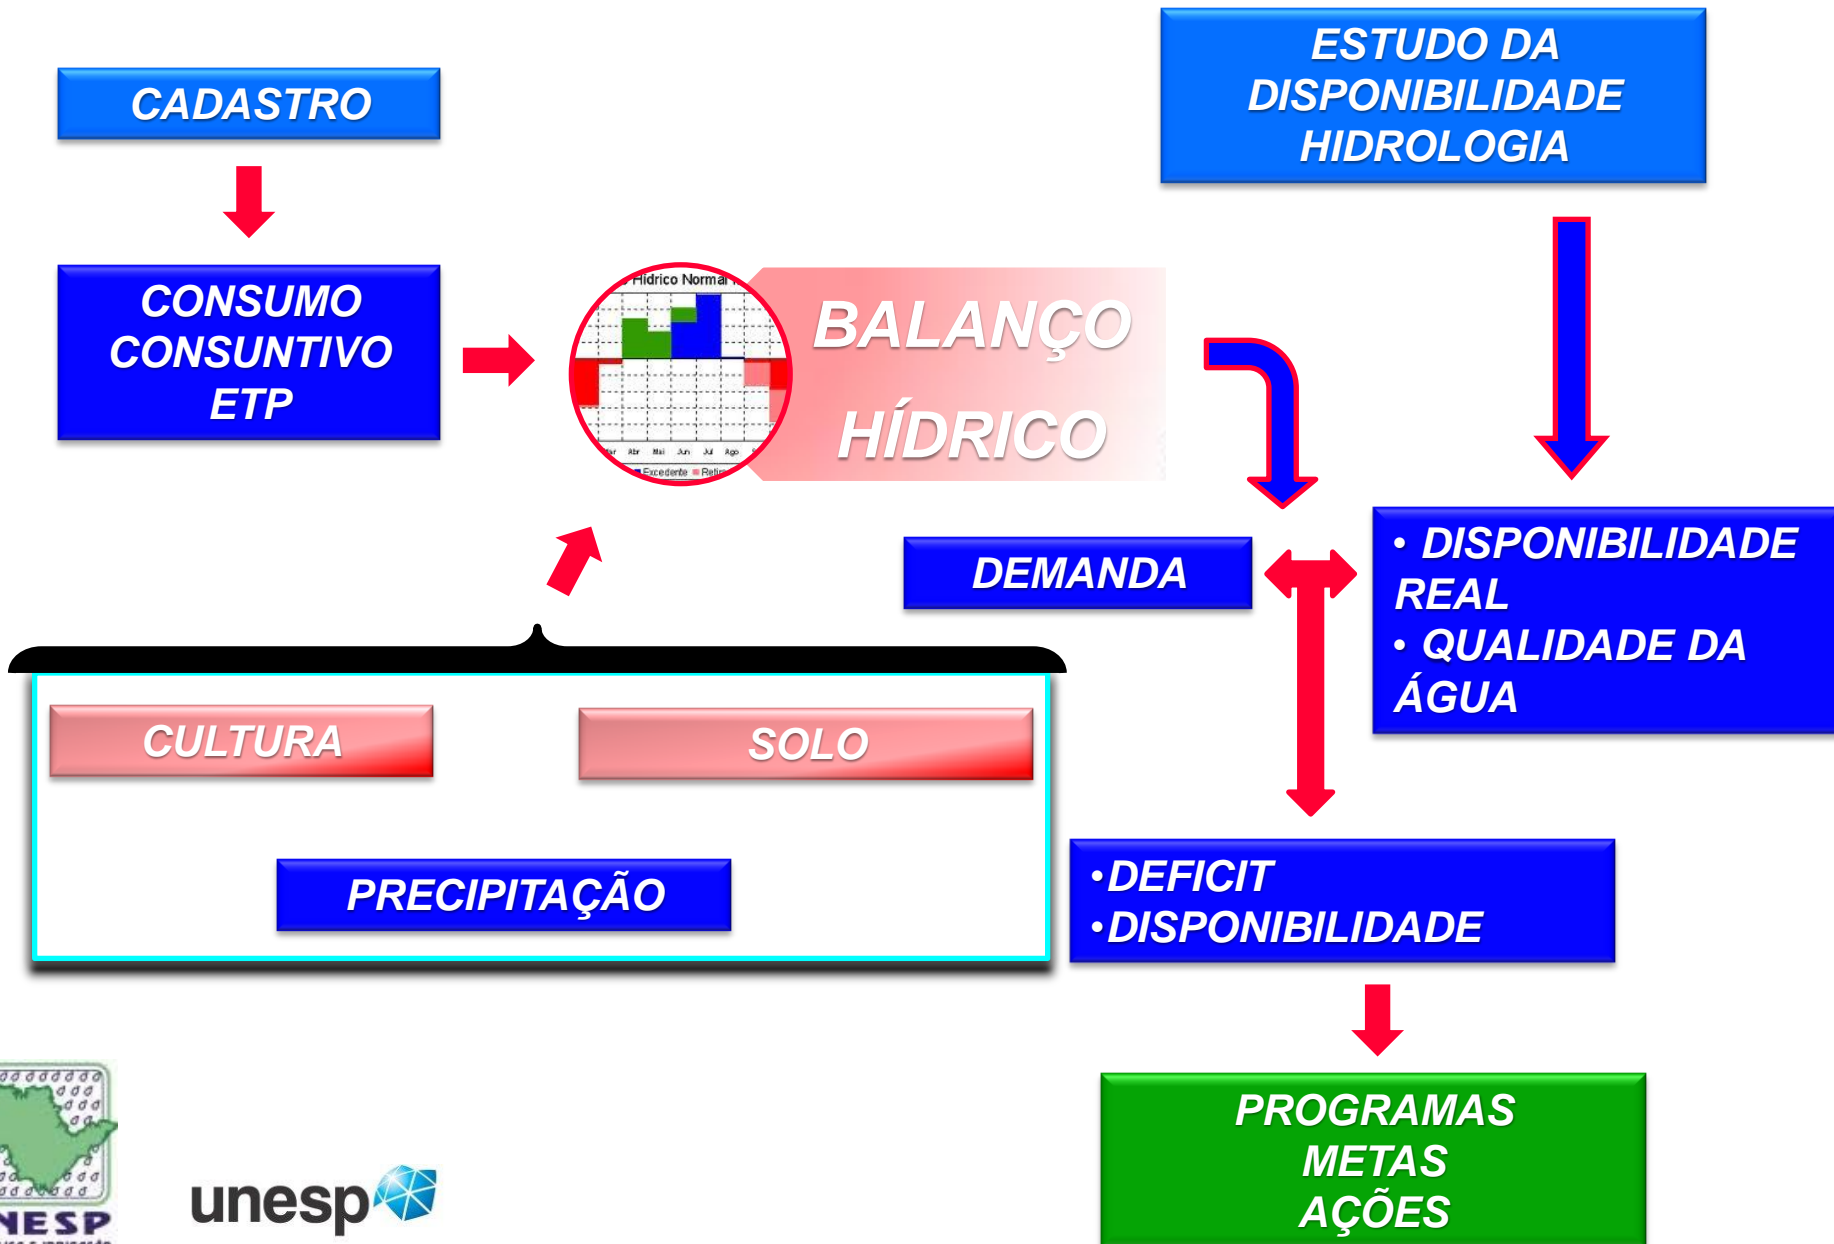 CADASTRO
ESTUDO DA
DISPONIBILIDADE
HIDROLOGIA
CONSUMO
CONSUNTIVO
ETP
Hídrico Normal
Abr Mai Jun Jul Ago
Excedente
BALANÇO
HÍDRICO
DEMANDA
• DISPONIBILIDADE
REAL
• QUALIDADE DA
ÁGUA
CULTURA
SOLO
PRECIPITAÇÃO
•DEFICIT
•DISPONIBILIDADE
PROGRAMAS
METAS
AÇÕES
NESP
unesp